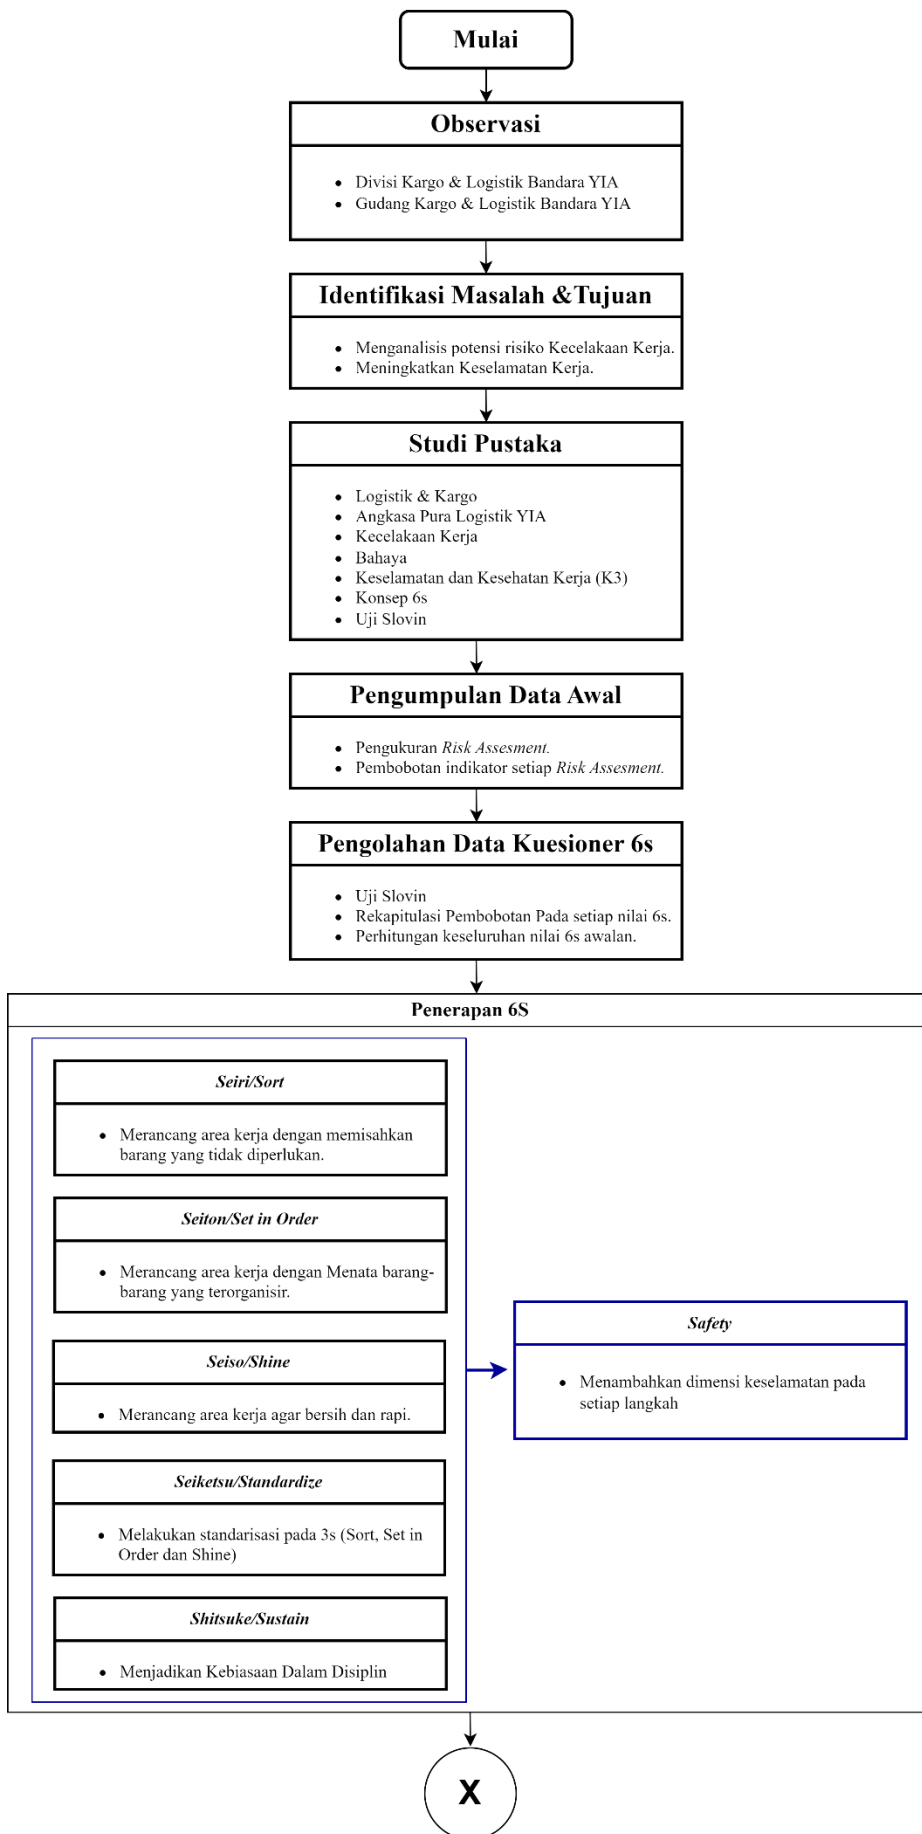 Mulai
Observasi
• Divisi Kargo & Logistik Bandara YIA
• Gudang Kargo & Logistik Bandara YIA
Identifikasi Masalah &Tujuan
• Menganalisis potensi risiko Kecelakaan Kerja.
• Meningkatkan Keselamatan Kerja.
Studi Pustaka
• Logistik & Kargo
• Angkasa Pura Logistik YIA
• Kecelakaan Kerja
• Bahaya
• Keselamatan dan Kesehatan Kerja (K3)
• Konsep 6s
• Uji Slovin
Pengumpulan Data Awal
• Pengukuran Risk Assesment.
• Pembobotan indikator setiap Risk Assesment.
Pengolahan Data Kuesioner 6s
• Uji Slovin
• Rekapitulasi Pembobotan Pada setiap nilai 6s.
• Perhitungan keseluruhan nilai 6s awalan.
Penerapan 6S
Seiri/Sort
• Merancang area kerja dengan memisahkan
barang yang tidak diperlukan.
Seiton/Set in Order
• Merancang area kerja dengan Menata barang-
barang yang terorganisir.
Seiso/Shine
• Merancang area kerja agar bersih dan rapi.
Seiketsu/Standardize
• Melakukan standarisasi pada 3s (Sort, Set in
Order dan Shine)
Shitsuke/Sustain
• Menjadikan Kebiasaan Dalam Disiplin
Safety
• Menambahkan dimensi keselamatan pada
setiap langkah
X